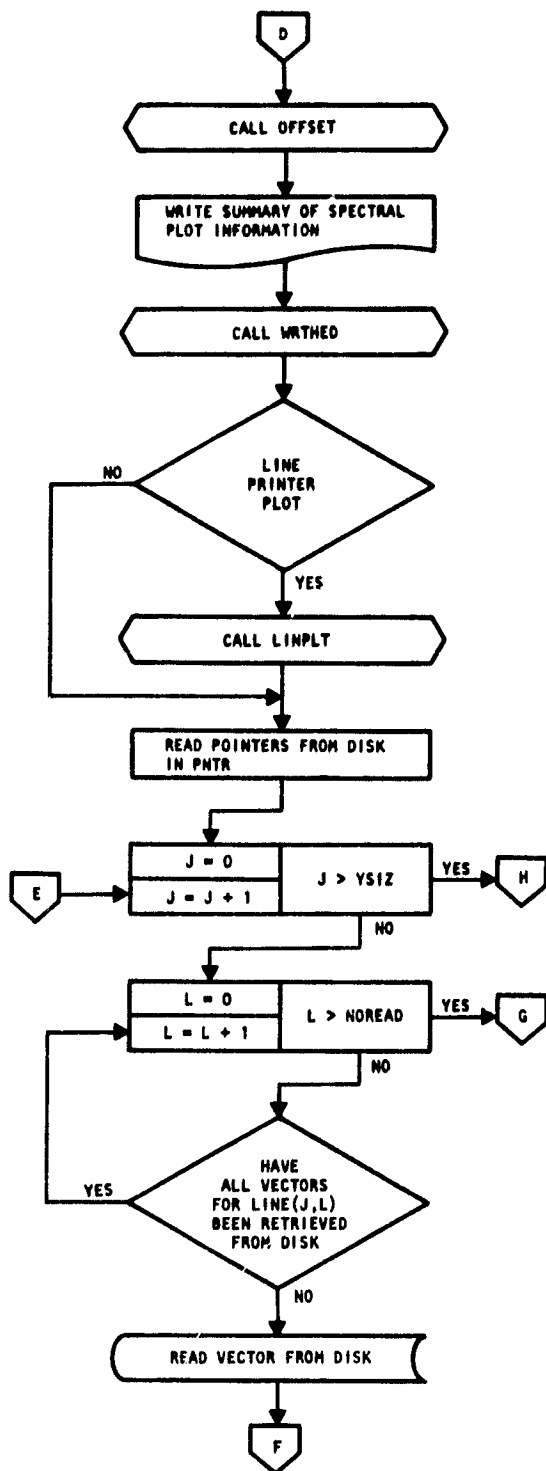 D
CALL OFFSET
WRITE SUMMARY OF SPECTRAL
PLOT INFORMATION
CALL WRTHED
LINE
PRINTER
PLOT
NO
YES
CALL LINPLT
READ POINTERS FROM DISK
IN PNTR
J = 0
J = J + 1
J > YSIZ
YES
H
E
NO
L = 0
L = L + 1
L > NOREAD
YES
G
NO
HAVE
ALL VECTORS
FOR LINE(J,L)
BEEN RETRIEVED
FROM DISK
YES
NO
READ VECTOR FROM DISK
F